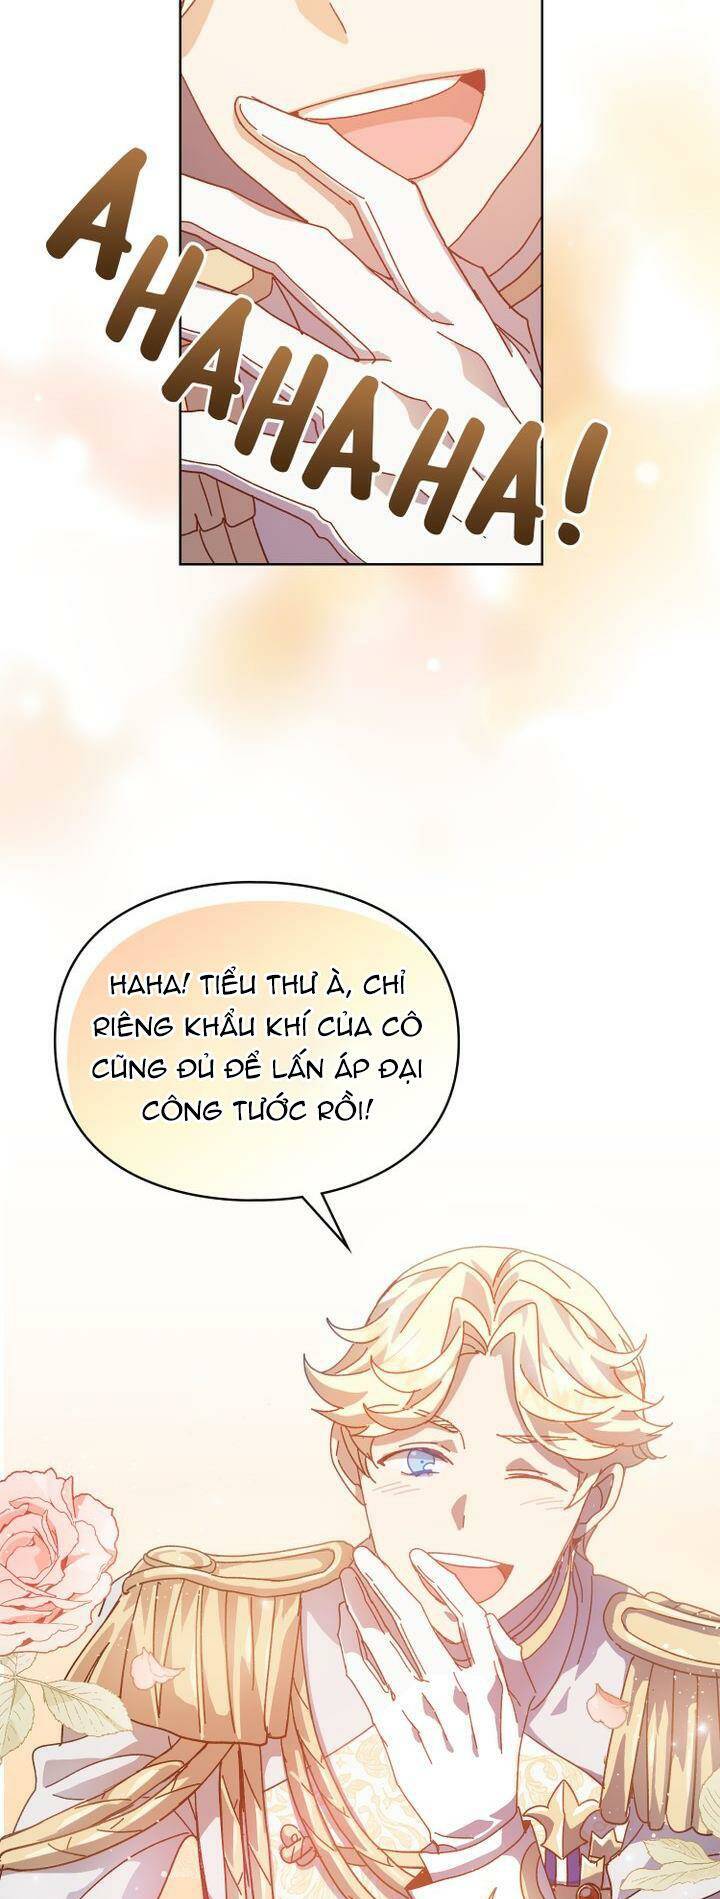 AHAHAHA!
HAHA! TIỂU THƯ À, CHỈ
RIÊNG KHẨU KHÍ CỦA CÔ
CŨNG ĐỦ ĐỂ LẤN ÁP ĐẠI
CÔNG TƯỚC RỒI!